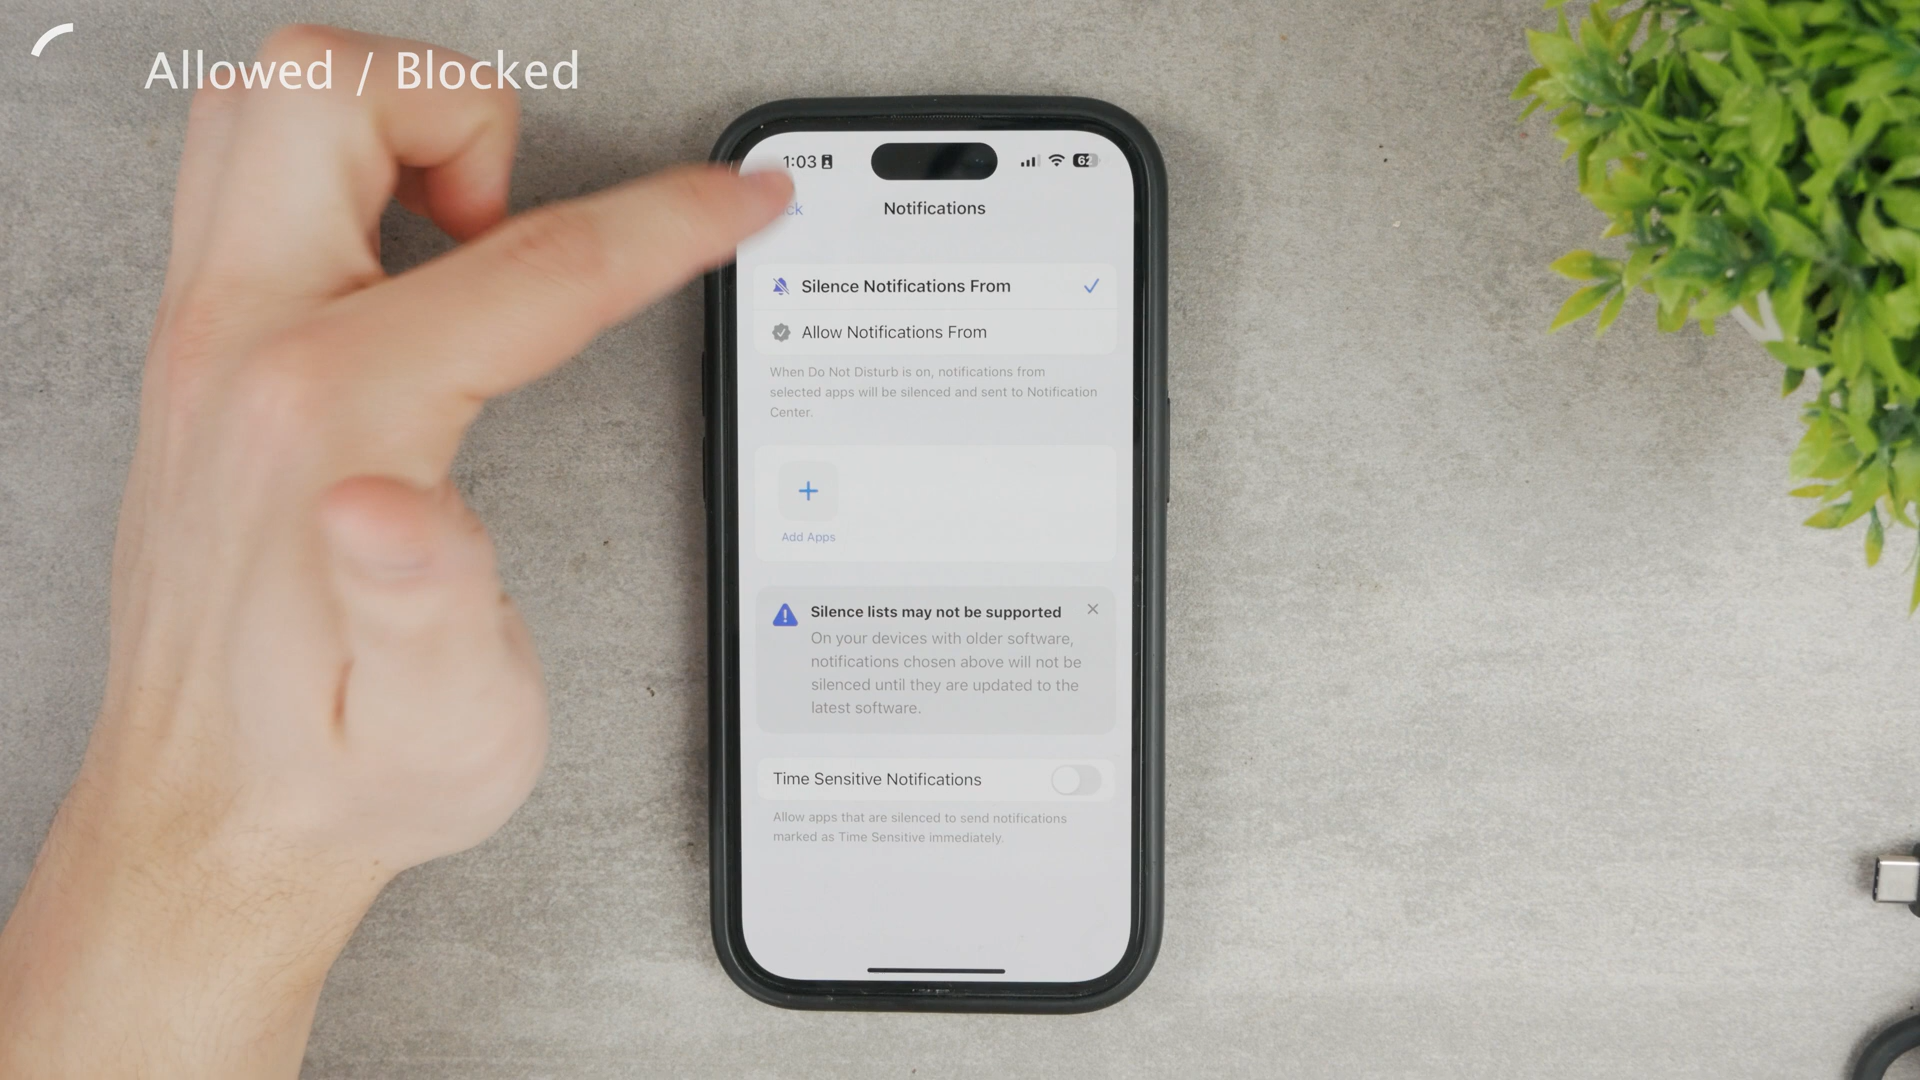 Allowed / Blocked
1:03
62
ck
Notifications
Silence Notifications From
Allow Notifications From
When Do Not Disturb is on, notifications from
selected apps will be silenced and sent to Notification
Center.
Add Apps
Silence lists may not be supported
On your devices with older software,
notifications chosen above will not be
silenced until they are updated to the
latest software.
Time Sensitive Notifications
Allow apps that are silenced to send notifications
marked as Time Sensitive immediately.